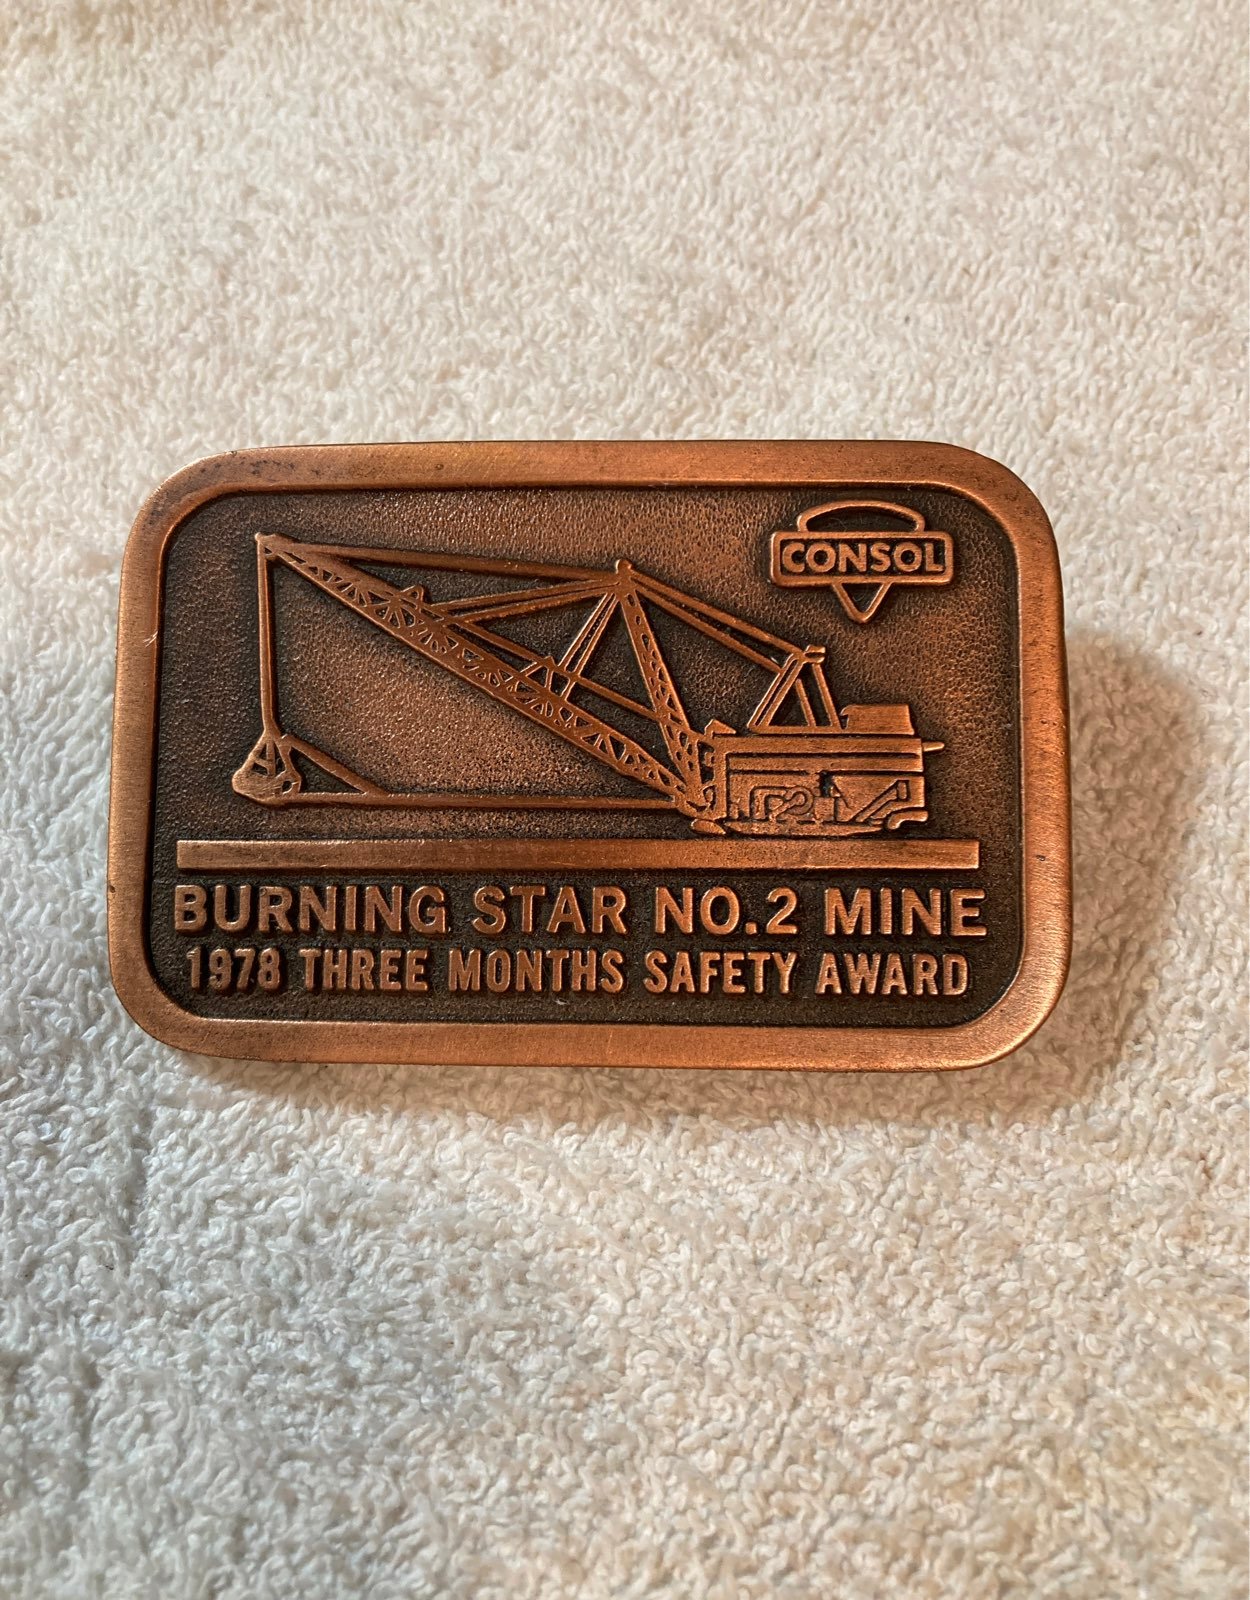 CONSOL
BURNING STAR NO.2 MINE
1978 THREE MONTHS SAFETY AWARD